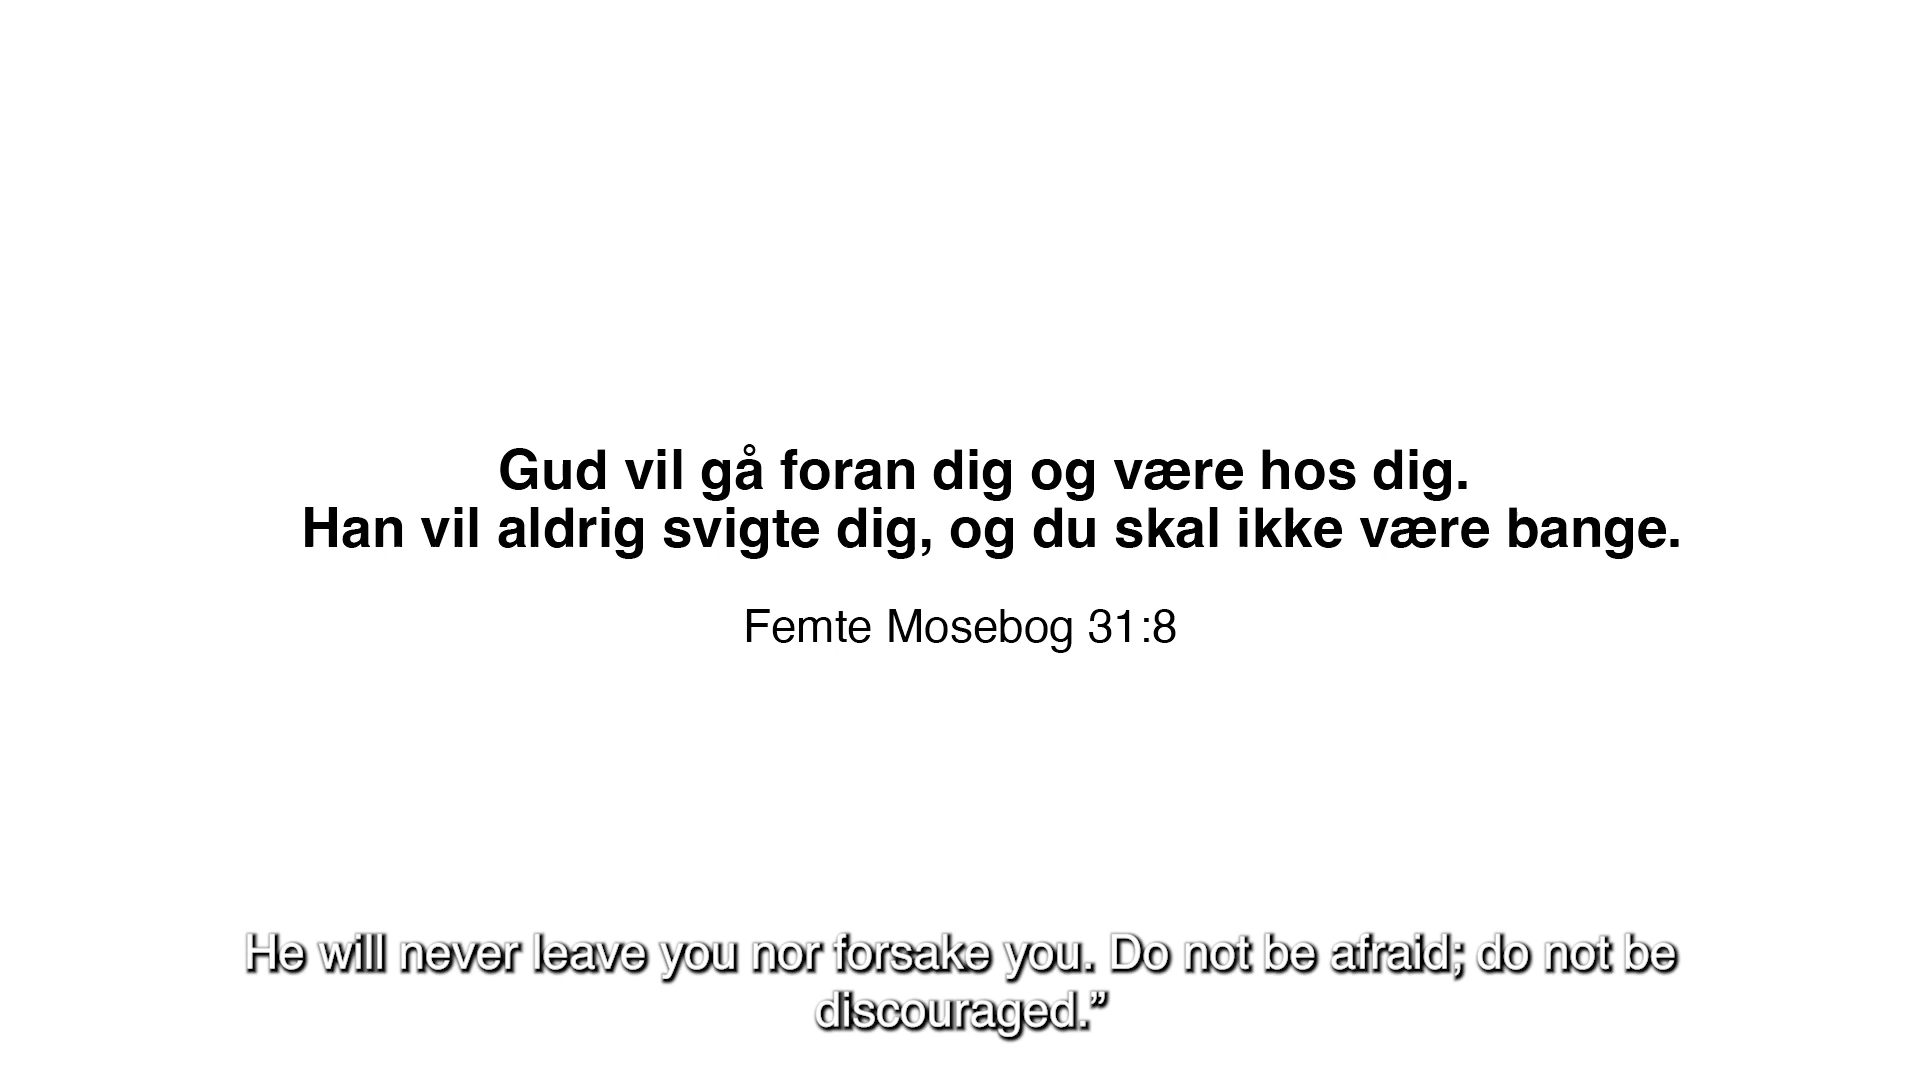 Gud vil gå foran dig og være hos dig.
Han vil aldrig svigte dig, og du skal ikke være bange.
Femte Mosebog 31:8
He will never leave you nor forsake you. Do not be afraid; do not be
discouraged.”